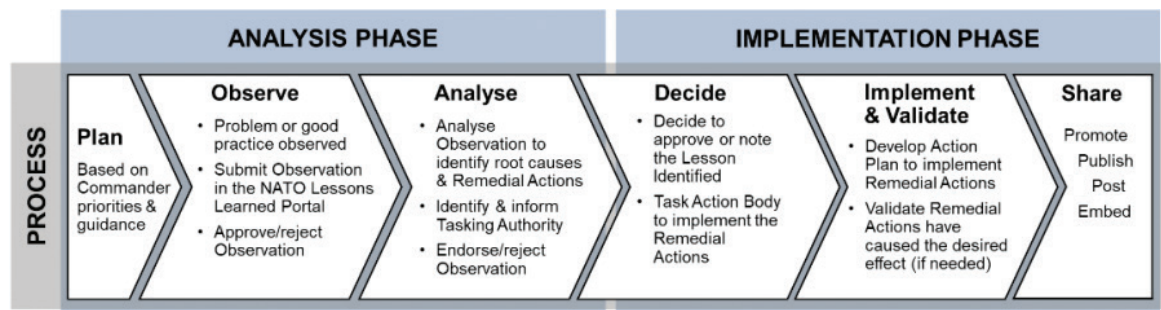 ANALYSIS PHASE
IMPLEMENTATION PHASE
PROCESS
Plan
Based on
Commander
priorities &
guidance
Observe
• Problem or good
practice observed
• Submit Observation
in the NATO Lessons
Learned Portal
• Approve/reject
Observation
Analyse
• Analyse
Observation to
identify root causes
& Remedial Actions
• Identify & inform
Tasking Authority
• Endorse/reject
Observation
Decide
• Decide to
approve or note
the Lesson
Identified
• Task Action Body
to implement the
Remedial
Actions
Implement
& Validate
• Develop Action
Plan to implement
Remedial Actions
• Validate Remedial
Actions have
caused the desired
effect (if needed)
Share
Promote
Publish
Post
Embed